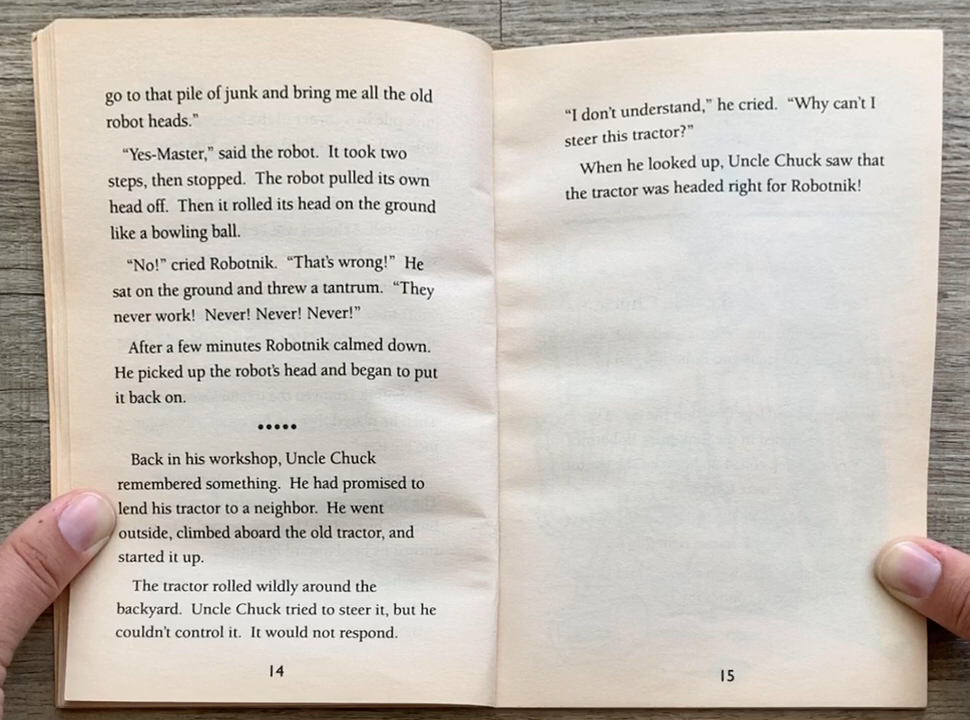 go to that pile of junk and bring me all the old
robot heads.”
“Yes-Master,” said the robot. It took two
steps, then stopped. The robot pulled its own
head off. Then it rolled its head on the ground
like a bowling ball.
“No!” cried Robotnik. “That’s wrong!” He
sat on the ground and threw a tantrum. “They
never work! Never! Never! Never!”
After a few minutes Robotnik calmed down.
He picked up the robot’s head and began to put
it back on.
•••••
Back in his workshop, Uncle Chuck
remembered something. He had promised to
lend his tractor to a neighbor. He went
outside, climbed aboard the old tractor, and
started it up.
The tractor rolled wildly around the
backyard. Uncle Chuck tried to steer it, but he
couldn’t control it. It would not respond.
14
“I don’t understand,” he cried. “Why can’t I
steer this tractor?”
When he looked up, Uncle Chuck saw that
the tractor was headed right for Robotnik!
15